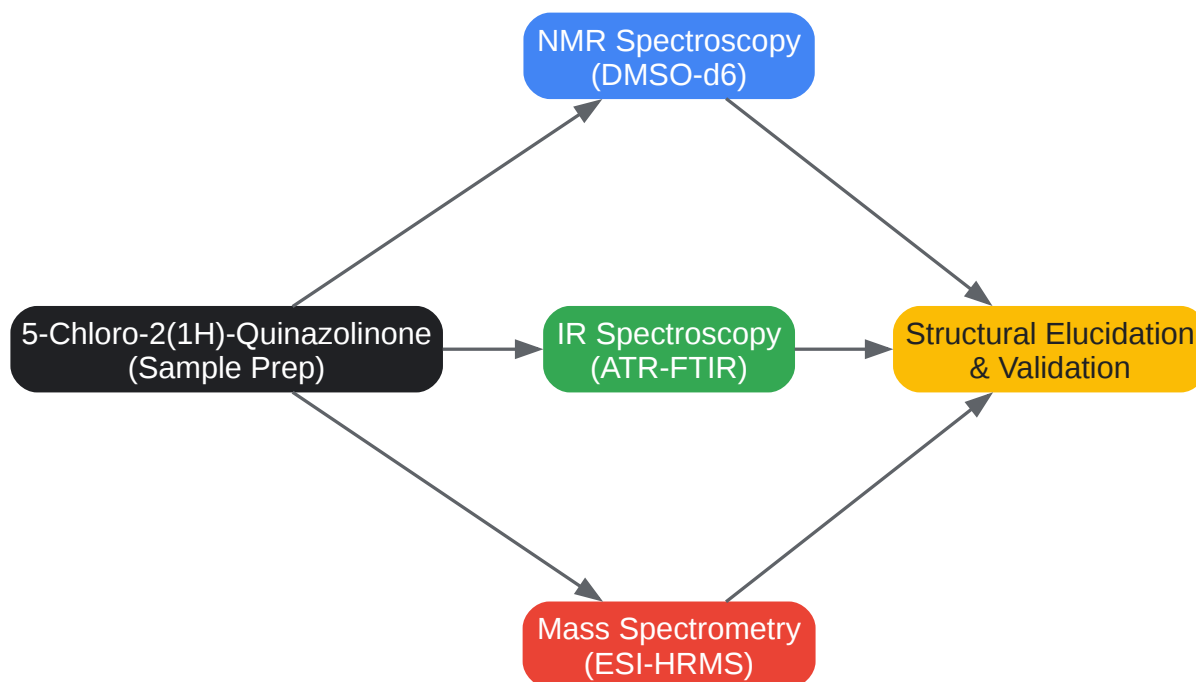 NMR Spectroscopy
(DMSO-d6)
5-Chloro-2(1H)-Quinazolinone
(Sample Prep)
IR Spectroscopy
(ATR-FTIR)
Structural Elucidation
& Validation
Mass Spectrometry
(ESI-HRMS)